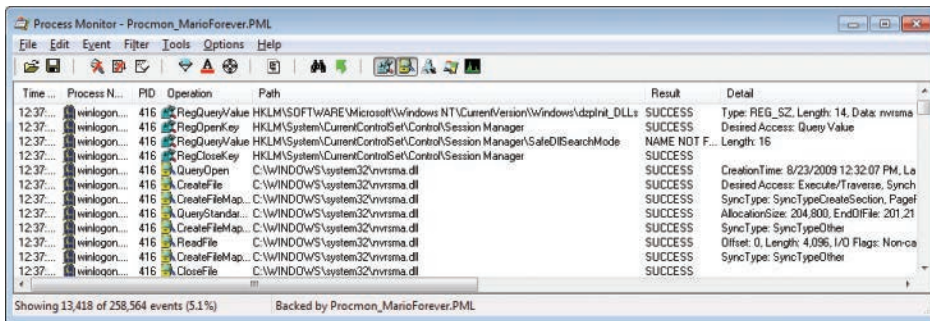 Process Monitor - Procmon_MarioForever.PML
File Edit Event Filter Tools Options Help
Time ... Process N... PID Operation Path Result Detail
12:37:... winlogon.... 416 RegQueryValue HKLM\SOFTWARE\Microsoft\Windows NT\CurrentVersion\Windows\dzpInit_DLLs SUCCESS Type: REG_SZ, Length: 14, Data: nvrsma
12:37:... winlogon.... 416 RegOpenKey HKLM\System\CurrentControlSet\Control\Session Manager SUCCESS Desired Access: Query Value
12:37:... winlogon.... 416 RegQueryValue HKLM\System\CurrentControlSet\Control\Session Manager\SafeDllSearchMode NAME NOT F... Length: 16
12:37:... winlogon.... 416 RegCloseKey HKLM\System\CurrentControlSet\Control\Session Manager SUCCESS
12:37:... winlogon.... 416 QueryOpen C:\WINDOWS\system32\nvrsma.dll SUCCESS CreationTime: 8/23/2009 12:32:07 PM, La
12:37:... winlogon.... 416 CreateFile C:\WINDOWS\system32\nvrsma.dll SUCCESS Desired Access: Execute/Traverse, Synch
12:37:... winlogon.... 416 CreateFileMap... C:\WINDOWS\system32\nvrsma.dll SUCCESS SyncType: SyncTypeCreateSection, PageF
12:37:... winlogon.... 416 QueryStandar... C:\WINDOWS\system32\nvrsma.dll SUCCESS AllocationSize: 204,800, EndOfFile: 201,21
12:37:... winlogon.... 416 CreateFileMap... C:\WINDOWS\system32\nvrsma.dll SUCCESS SyncType: SyncTypeOther
12:37:... winlogon.... 416 ReadFile C:\WINDOWS\system32\nvrsma.dll SUCCESS Offset: 0, Length: 4,096, I/O Flags: Non-ca
12:37:... winlogon.... 416 CreateFileMap... C:\WINDOWS\system32\nvrsma.dll SUCCESS SyncType: SyncTypeOther
12:37:... winlogon.... 416 CloseFile C:\WINDOWS\system32\nvrsma.dll SUCCESS
Showing 13,418 of 258,564 events (5.1%) Backed by Procmon_MarioForever.PML